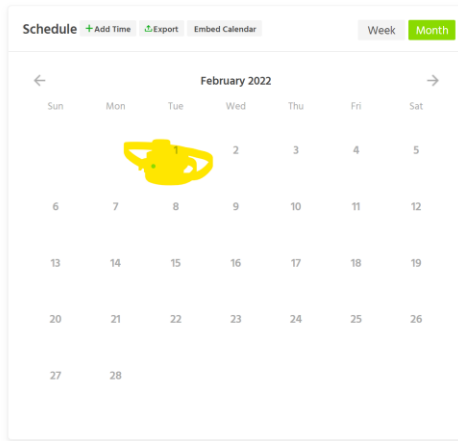 Schedule +Add Time Export Embed Calendar Week Month
February 2022
Sun Mon Tue Wed Thu Fri Sat
1 2 3 4 5
6 7 8 9 10 11 12
13 14 15 16 17 18 19
20 21 22 23 24 25 26
27 28